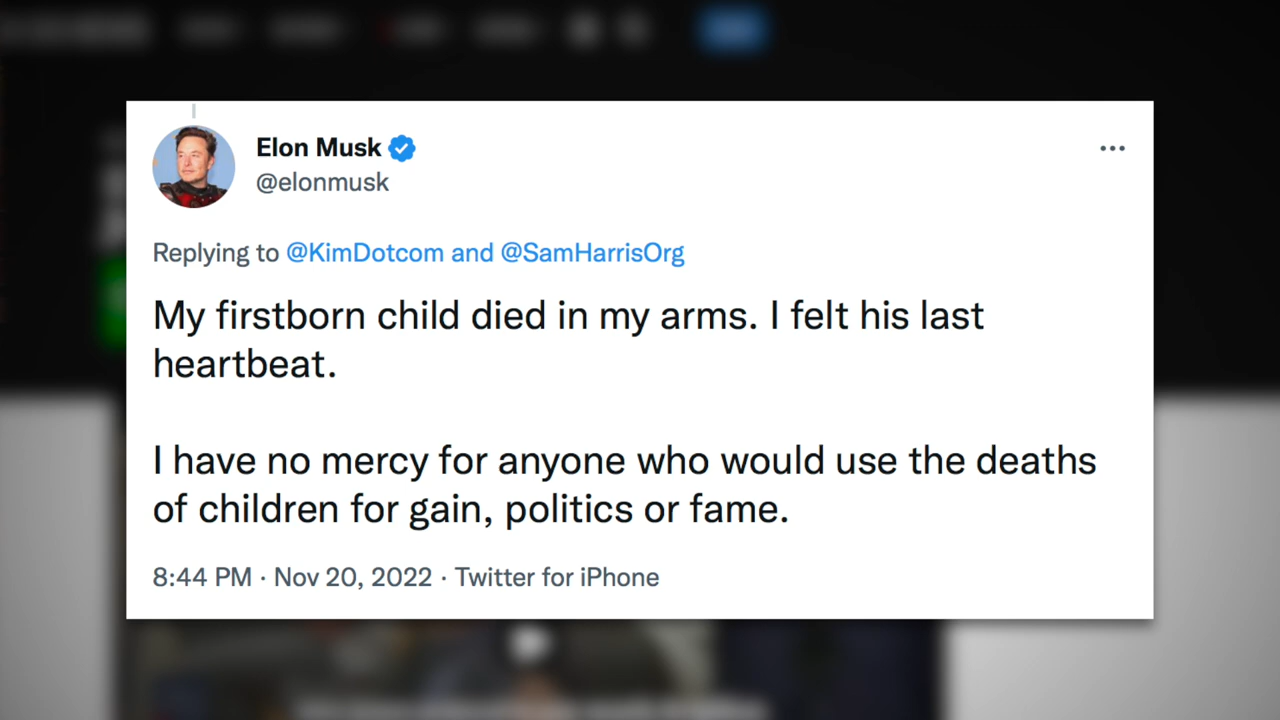 Elon Musk
@elonmusk
Replying to @KimDotcom and @SamHarrisOrg
My firstborn child died in my arms. I felt his last
heartbeat.
I have no mercy for anyone who would use the deaths
of children for gain, politics or fame.
8:44 PM · Nov 20, 2022 · Twitter for iPhone